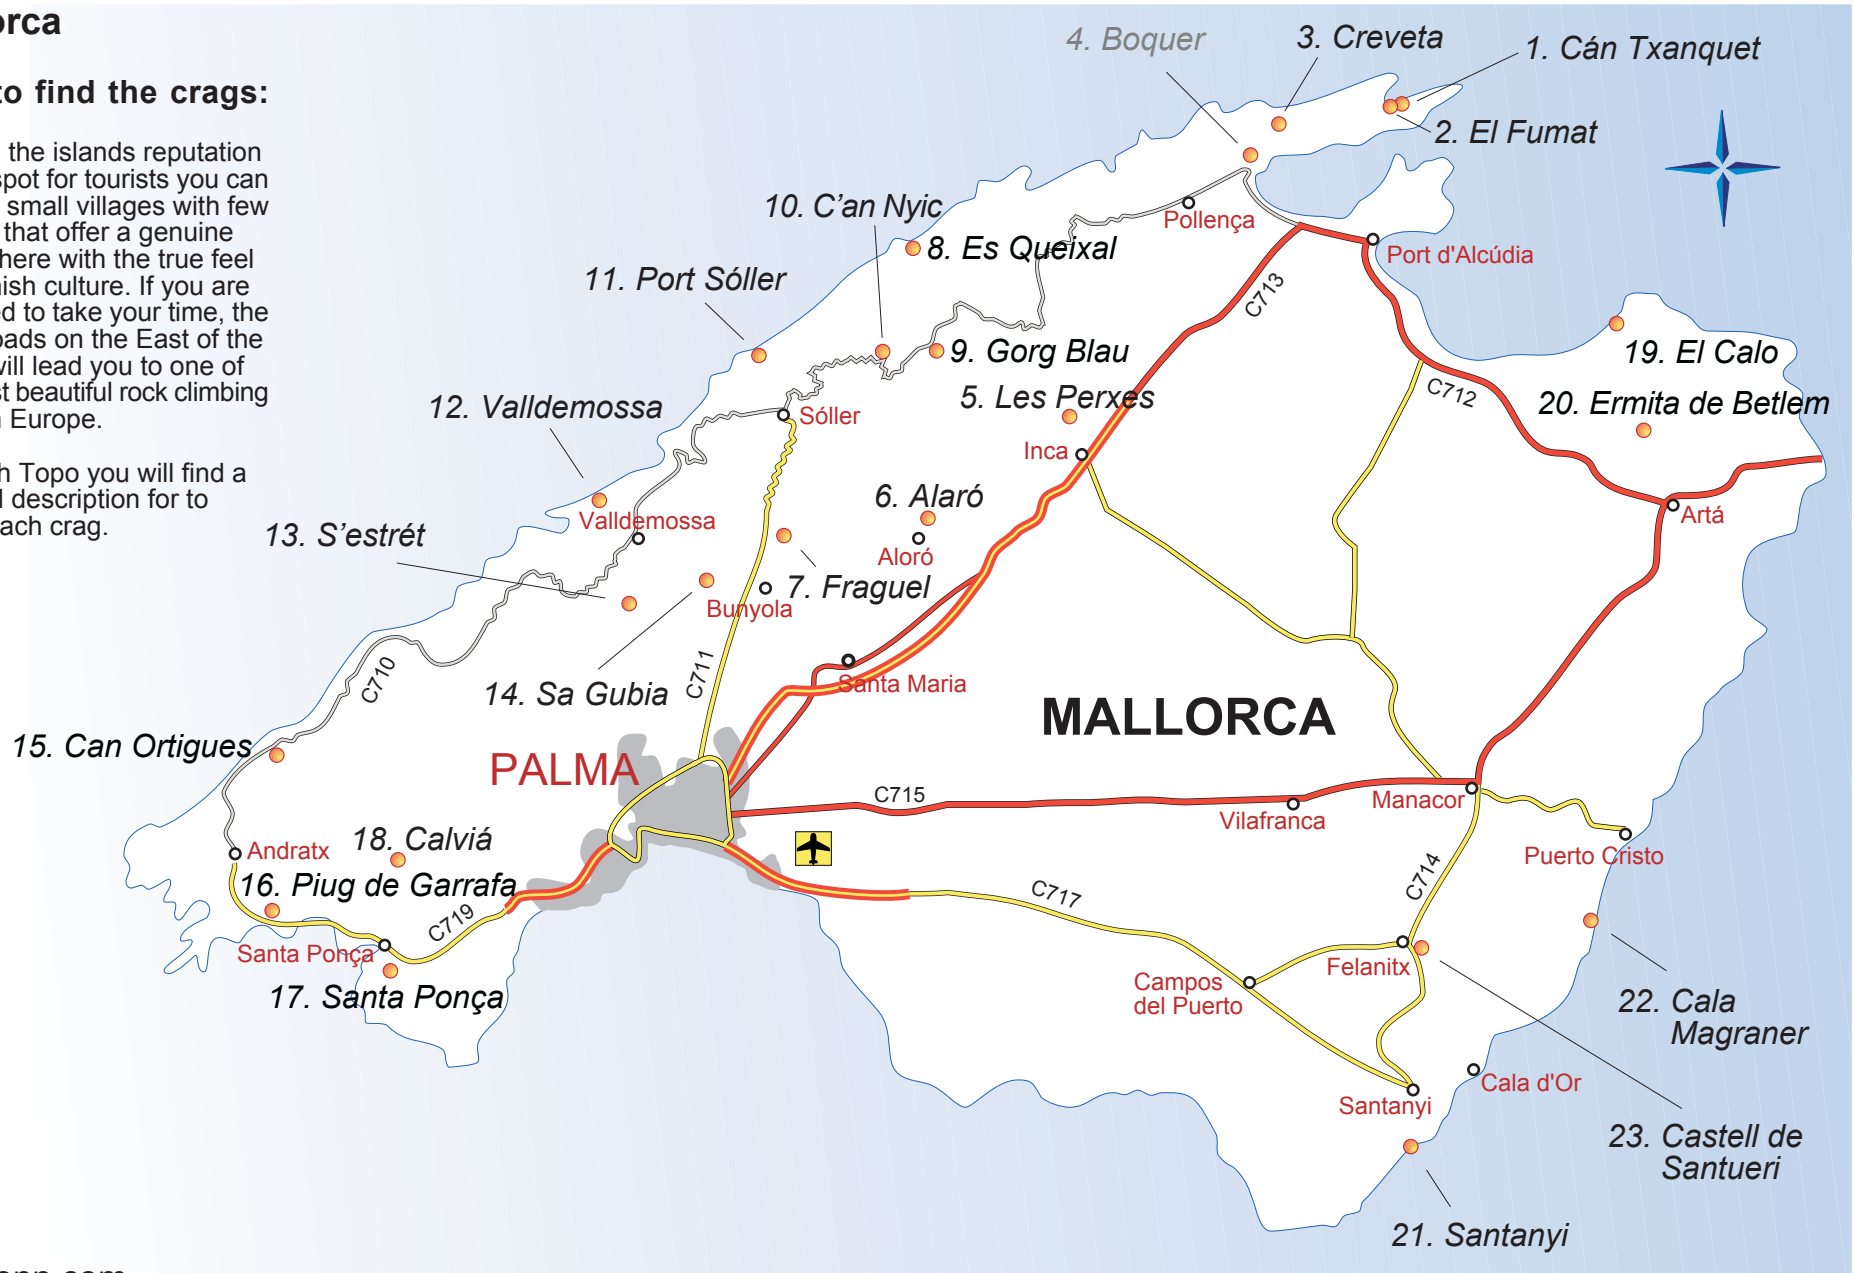 orca
to find the crags:
the islands reputation
spot for tourists you can
small villages with few
that offer a genuine
here with the true feel
nish culture. If you are
ed to take your time, the
oads on the East of the
will lead you to one of
st beautiful rock climbing
n Europe.
h Topo you will find a
d description for to
each crag.
4. Boquer
3. Creveta
1. Cán Txanquet
2. El Fumat
10. C'an Nyic
8. Es Queixal
11. Port Sóller
9. Gorg Blau
5. Les Perxes
12. Valldemossa
6. Alaró
13. S'estrét
7. Fraguel
14. Sa Gubia
15. Can Ortigues
18. Calviá
16. Piug de Garrafa
17. Santa Ponça
19. El Calo
20. Ermita de Betlem
22. Cala
Magraner
23. Castell de
Santueri
21. Santanyi
Pollença
Port d'Alcúdia
Sóller
Inca
Valldemossa
Aloró
Bunyola
Santa Maria
Artá
MALLORCA
PALMA
Manacor
Vilafranca
Puerto Cristo
Andratx
Santa Ponça
Campos
del Puerto
Felanitx
Cala d'Or
Santanyi
C713
C712
C710
C711
C715
C714
C717
C719